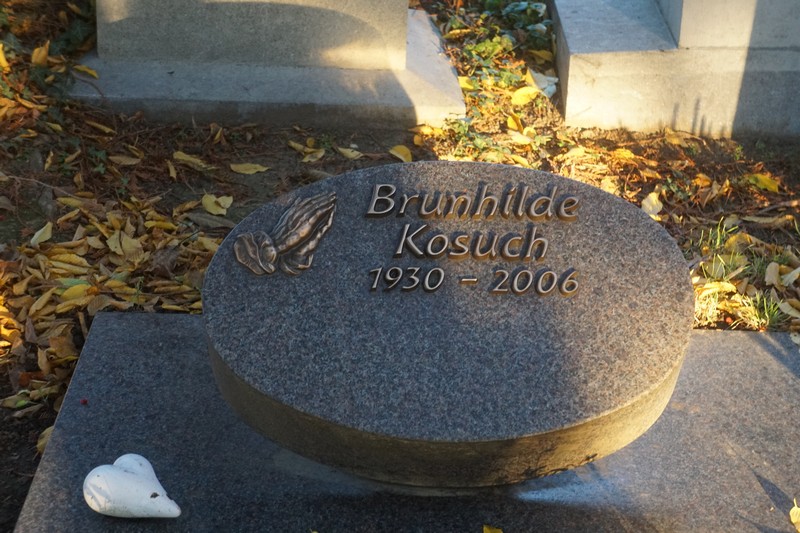 Brunhilde
Kosuch
1930 – 2006